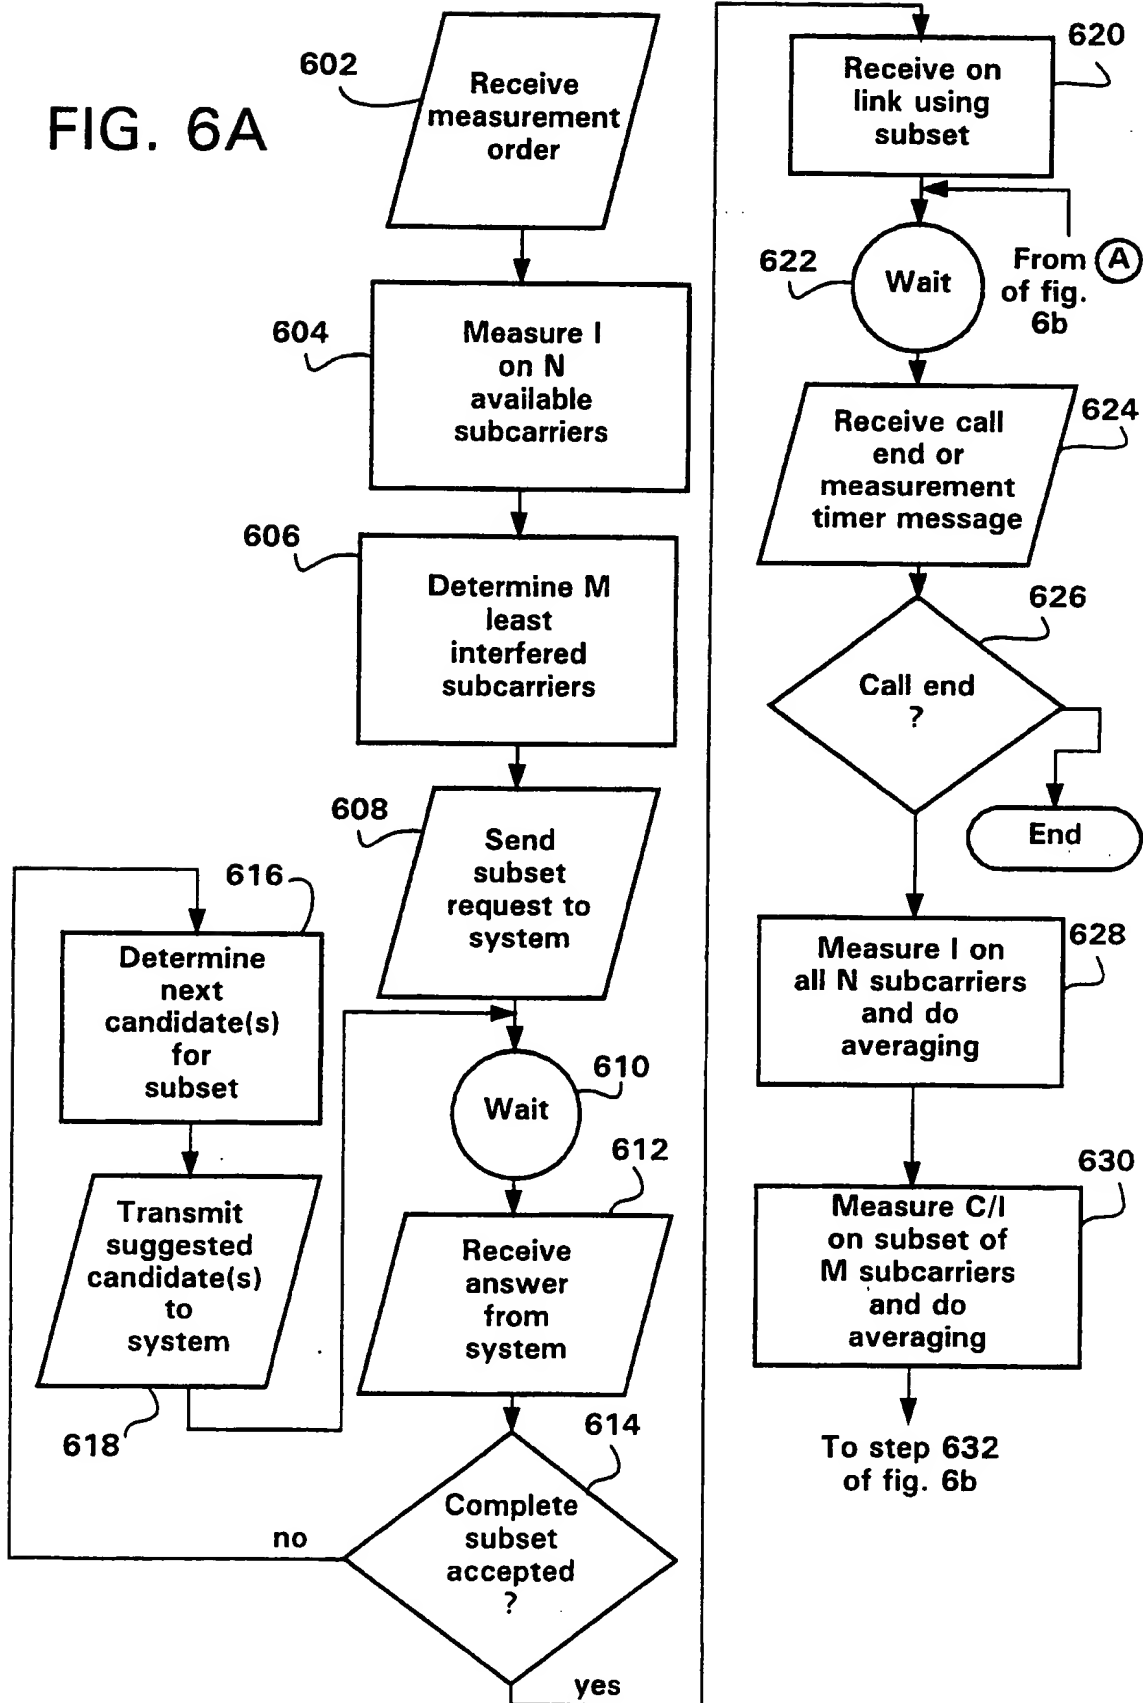 FIG. 6A
602
Receive
measurement
order
604
Measure I
on N
available
subcarriers
606
Determine M
least
interfered
subcarriers
608
Send
subset
request to
system
616
Determine
next
candidate(s)
for
subset
610
Wait
618
Transmit
suggested
candidate(s)
to
system
612
Receive
answer
from
system
614
Complete
subset
accepted
?
no
yes
620
Receive on
link using
subset
622
Wait
From A
of fig.
6b
624
Receive call
end or
measurement
timer message
626
Call end
?
End
628
Measure I on
all N subcarriers
and do
averaging
630
Measure C/I
on subset of
M subcarriers
and do
averaging
To step 632
of fig. 6b